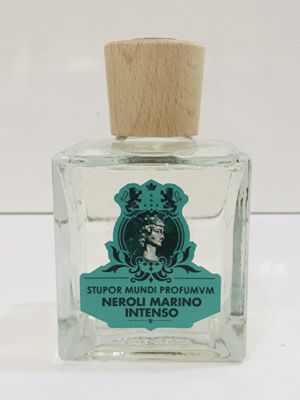 STUPOR MUNDI PROFUMVM
NEROLI MARINO
INTENSO